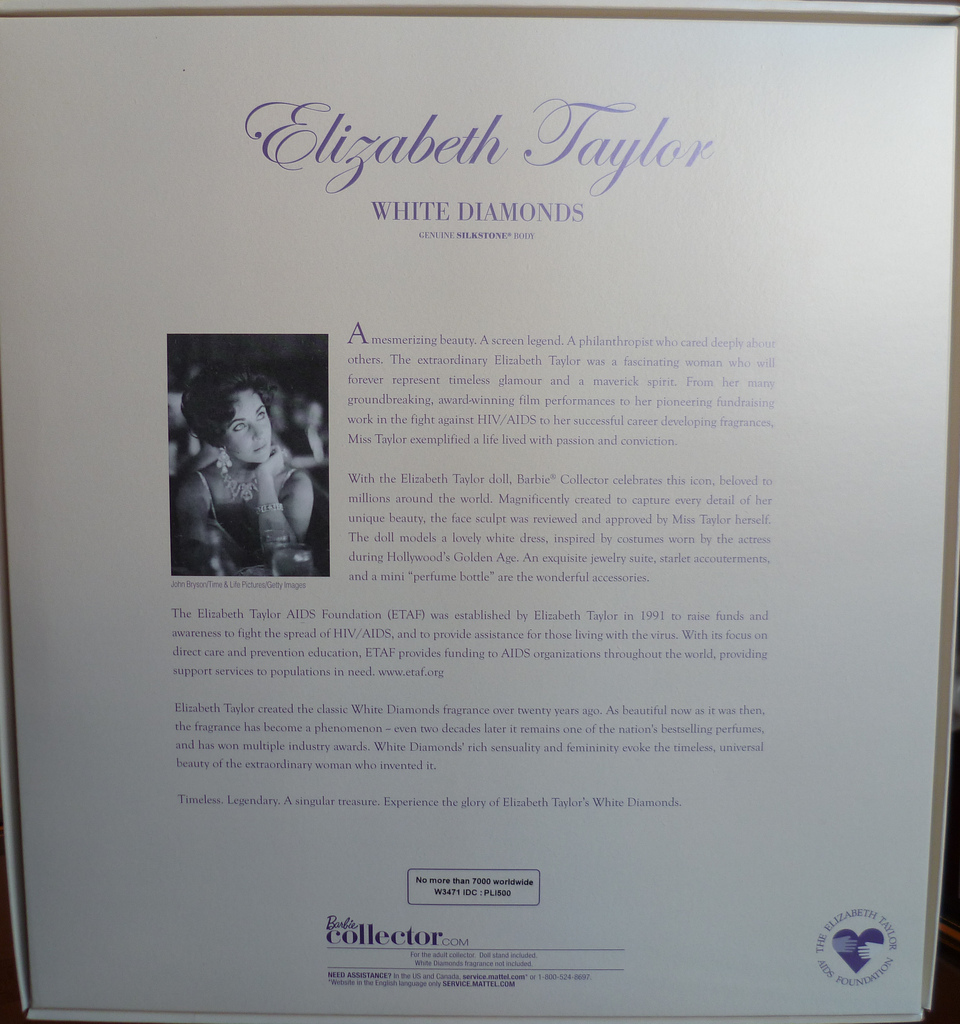 Elizabeth Taylor
WHITE DIAMONDS
GENUINE SILKSTONE® BODY
A mesmerizing beauty. A screen legend. A philanthropist who cared deeply about
others. The extraordinary Elizabeth Taylor was a fascinating woman who will
forever represent timeless glamour and a maverick spirit. From her many
groundbreaking, award-winning film performances to her pioneering fundraising
work in the fight against HIV/AIDS to her successful career developing fragrances,
Miss Taylor exemplified a life lived with passion and conviction.
With the Elizabeth Taylor doll, Barbie® Collector celebrates this icon, beloved to
millions around the world. Magnificently created to capture every detail of her
unique beauty, the face sculpt was reviewed and approved by Miss Taylor herself.
The doll models a lovely white dress, inspired by costumes worn by the actress
during Hollywood's Golden Age. An exquisite jewelry suite, starlet accouterments,
and a mini "perfume bottle" are the wonderful accessories.
John Bryson/Time & Life Pictures/Getty Images
The Elizabeth Taylor AIDS Foundation (ETAF) was established by Elizabeth Taylor in 1991 to raise funds and
awareness to fight the spread of HIV/AIDS, and to provide assistance for those living with the virus. With its focus on
direct care and prevention education, ETAF provides funding to AIDS organizations throughout the world, providing
support services to populations in need. www.etaf.org
Elizabeth Taylor created the classic White Diamonds fragrance over twenty years ago. As beautiful now as it was then,
the fragrance has become a phenomenon – even two decades later it remains one of the nation's bestselling perfumes,
and has won multiple industry awards. White Diamonds' rich sensuality and femininity evoke the timeless, universal
beauty of the extraordinary woman who invented it.
Timeless. Legendary. A singular treasure. Experience the glory of Elizabeth Taylor's White Diamonds.
No more than 7000 worldwide
W3471 IDC : PLI500
Barbie
collector.COM
For the adult collector. Doll stand included.
White Diamonds fragrance not included.
NEED ASSISTANCE? In the US and Canada, service.mattel.com* or 1-800-524-8697.
*Website in the English language only SERVICE.MATTEL.COM
THE ELIZABETH TAYLOR
AIDS FOUNDATION